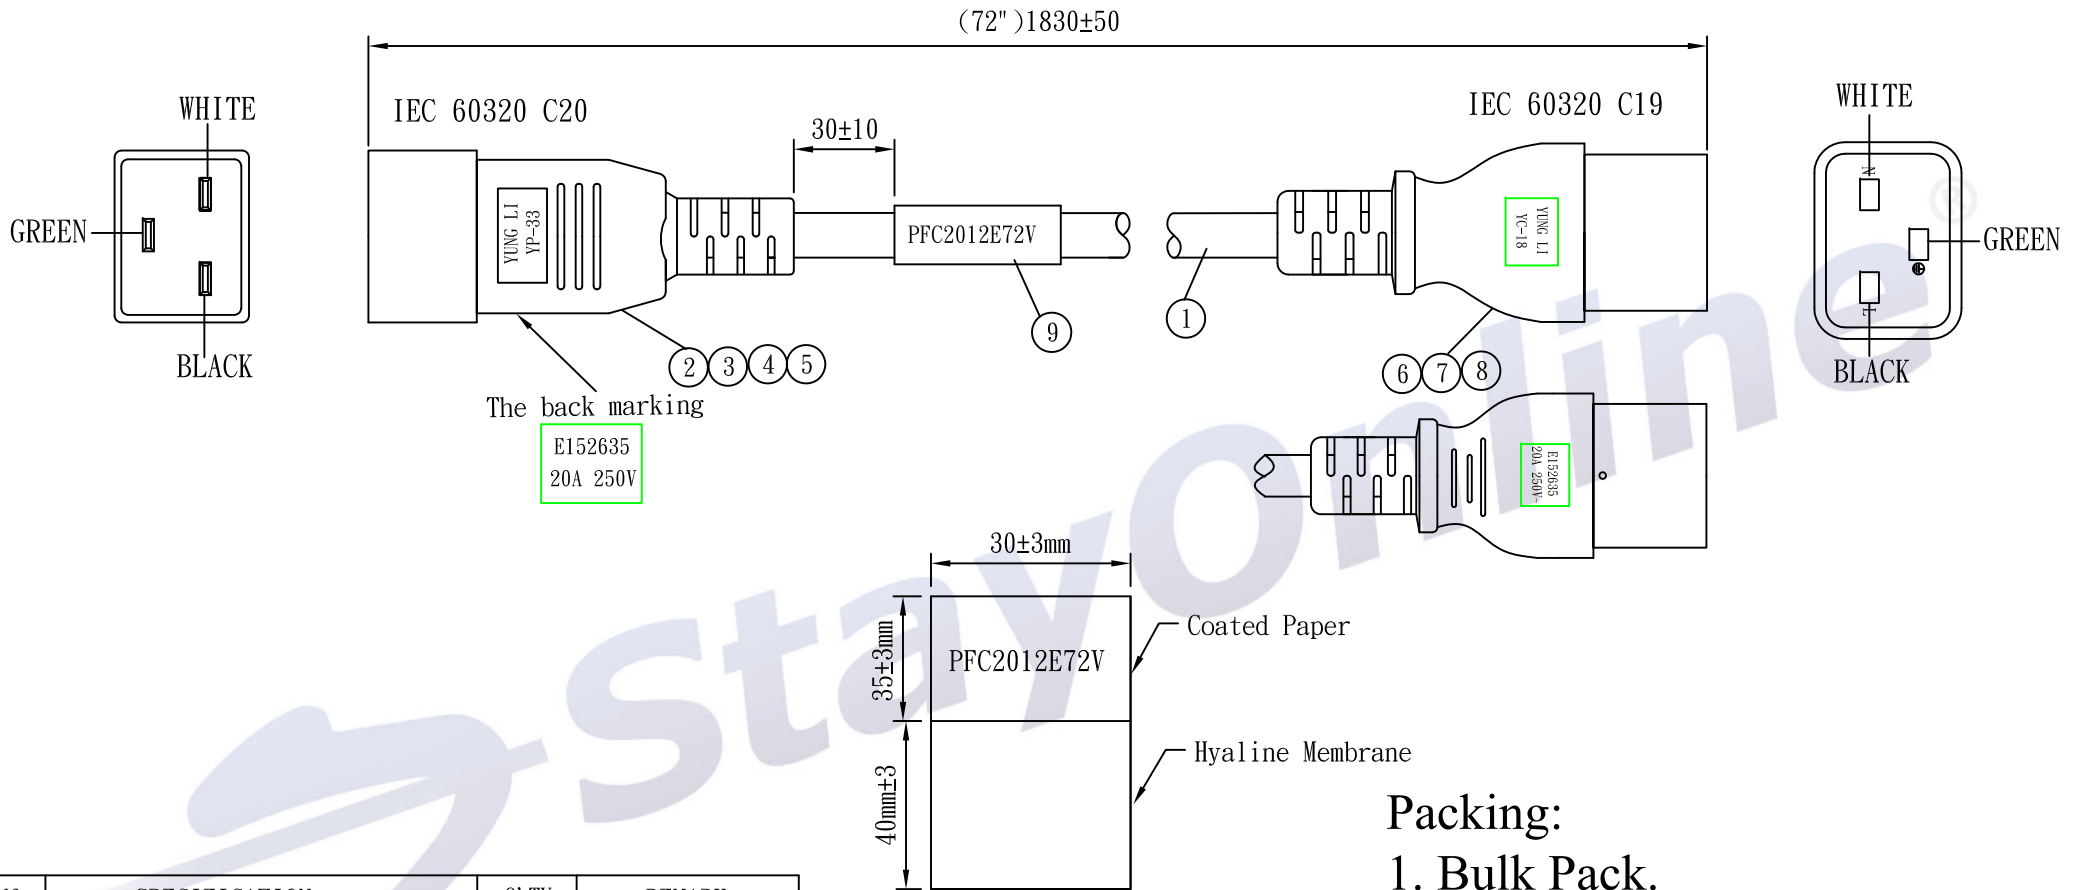 (72")1830±50
IEC 60320 C20
IEC 60320 C19
WHITE
GREEN
BLACK
30±10
YUNG LI
YP-33
PFC2012E72V
YUNG LI
YC-18
WHITE
N
GREEN
L
BLACK
9
1
2 3 4 5
6 7 8
The back marking
E152635
20A 250V
E152635
20A 250V~
30±3mm
35±3mm
PFC2012E72V
Coated Paper
40mm±3
Hyaline Membrane
StayOnline®
Packing:
1. Bulk Pack.
SPECIFICATION Q'TY REMARK